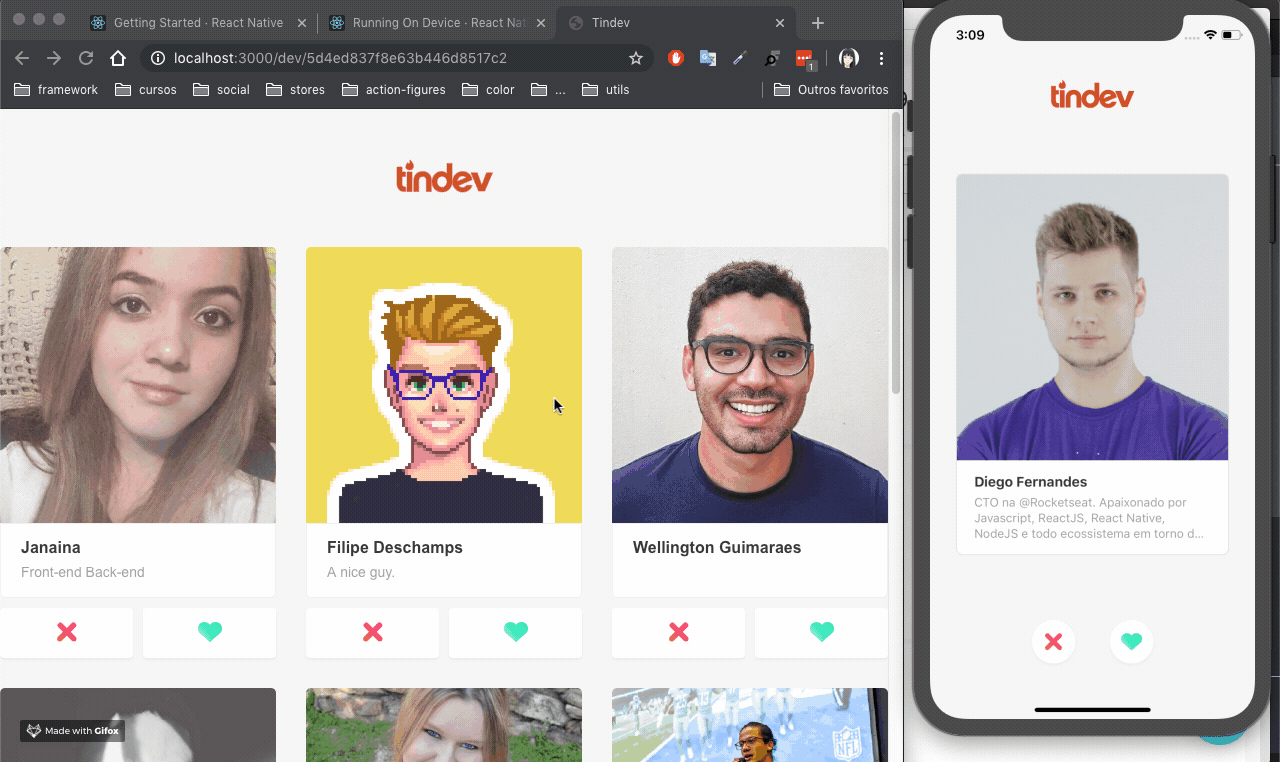 Getting Started · React Native
Running On Device · React Nat
Tindev
localhost:3000/dev/5d4ed837f8e63b446d8517c2
1
framework
cursos
social
stores
action-figures
color
...
utils
Outros favoritos
tindev
Janaina
Front-end Back-end
Filipe Deschamps
A nice guy.
Wellington Guimaraes
Made with Gifox
NFL
3:09
tindev
Diego Fernandes
CTO na @Rocketseat. Apaixonado por
Javascript, ReactJS, React Native,
NodeJS e todo ecossistema em torno d...